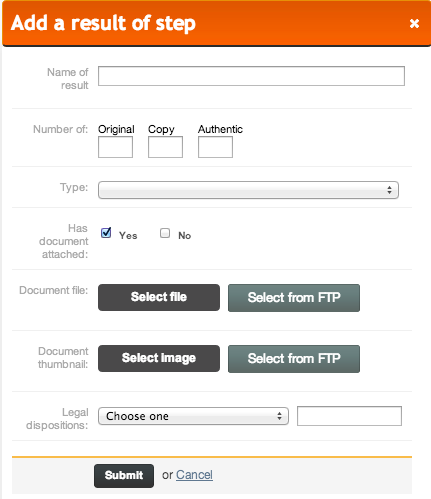 Add a result of step
Name of
result
Number of: Original Copy Authentic
Type:
Has
document
attached:
Yes No
Document file: Select file Select from FTP
Document
thumbnail:
Select image Select from FTP
Legal
dispositions:
Choose one
Submit or Cancel